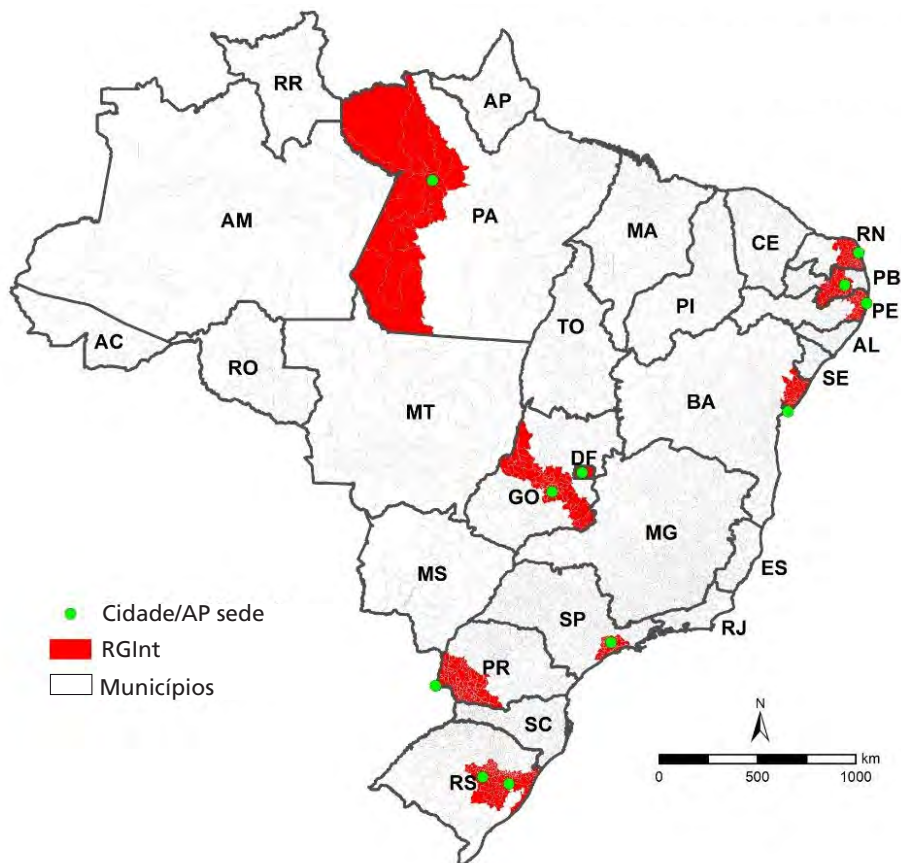 RR
AP
AM
PA
MA
CE
RN
PB
PE
AL
SE
PI
TO
AC
RO
MT
BA
DF
GO
MG
ES
MS
SP
RJ
PR
SC
RS
Cidade/AP sede
RGInt
Municípios
N
km
0 500 1000